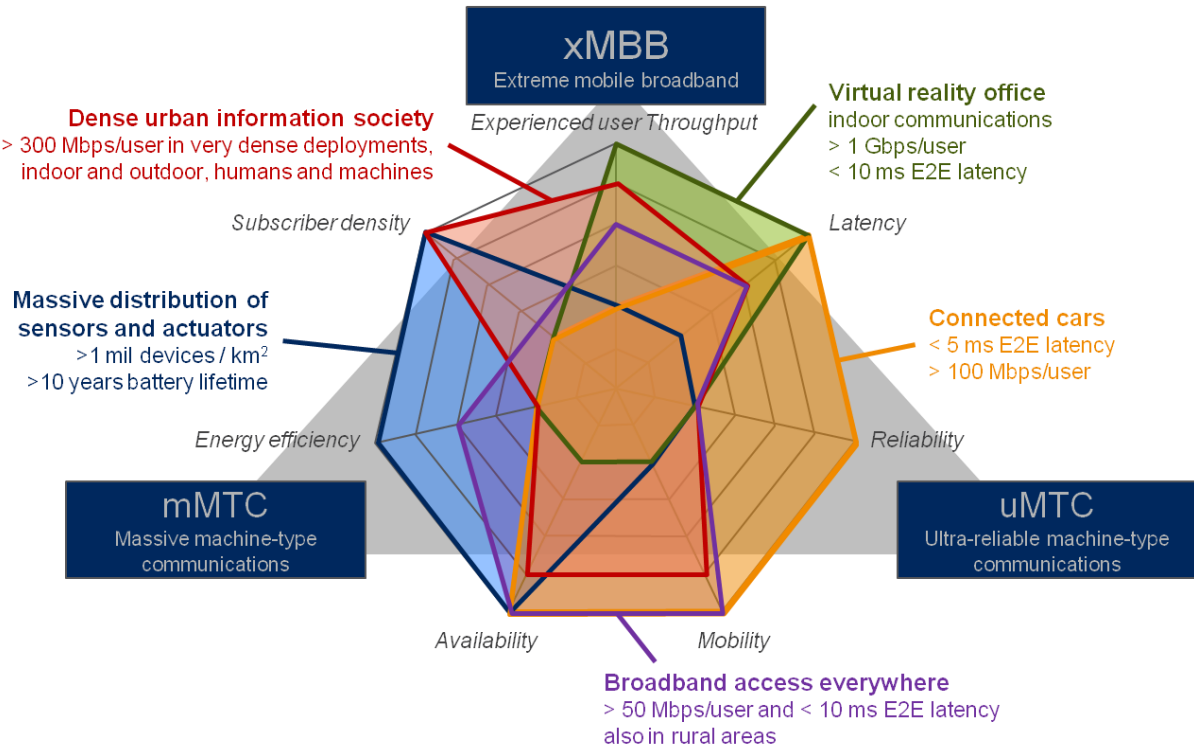 xMBB
Extreme mobile broadband
Experienced user Throughput
Dense urban information society
> 300 Mbps/user in very dense deployments,
indoor and outdoor, humans and machines
Virtual reality office
indoor communications
> 1 Gbps/user
< 10 ms E2E latency
Subscriber density
Latency
Massive distribution of
sensors and actuators
>1 mil devices / km²
>10 years battery lifetime
Connected cars
< 5 ms E2E latency
> 100 Mbps/user
Energy efficiency
Reliability
mMTC
Massive machine-type
communications
uMTC
Ultra-reliable machine-type
communications
Availability
Mobility
Broadband access everywhere
> 50 Mbps/user and < 10 ms E2E latency
also in rural areas